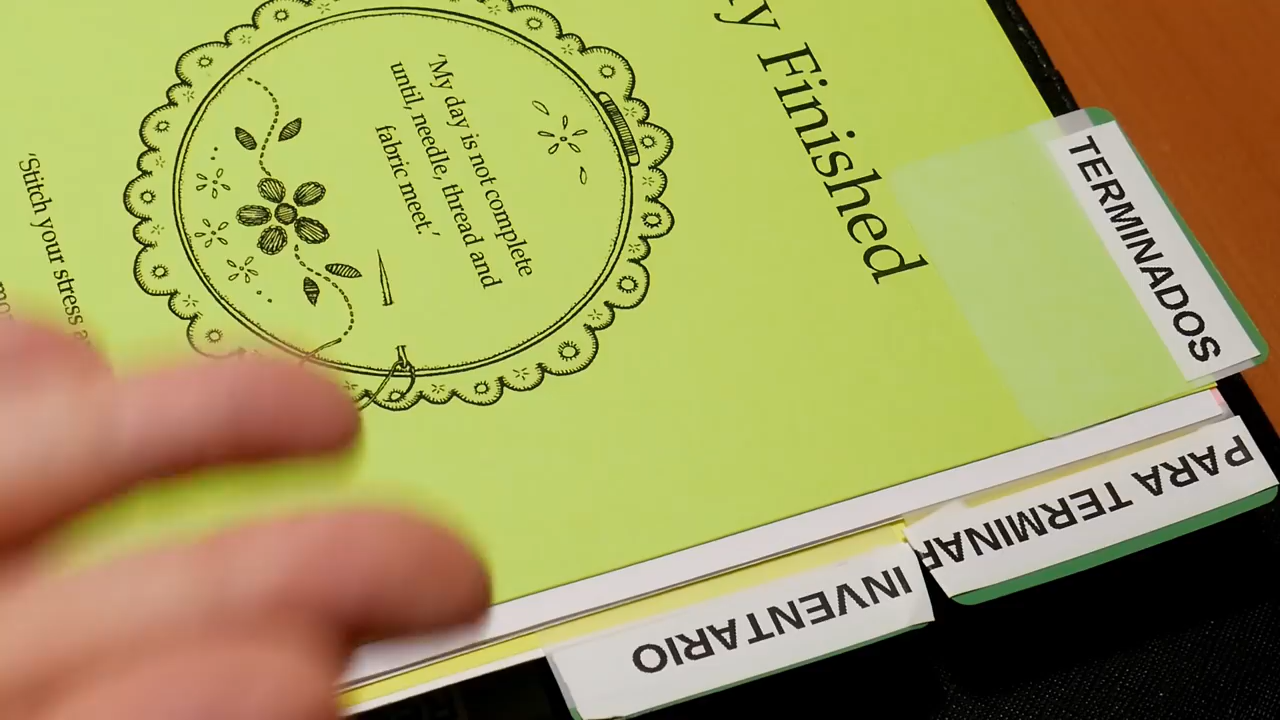 My Finished
'My day is not complete
until, needle, thread and
fabric meet.'
'Stitch your stress
TERMINADOS
PARA TERMINAR
INVENTARIO